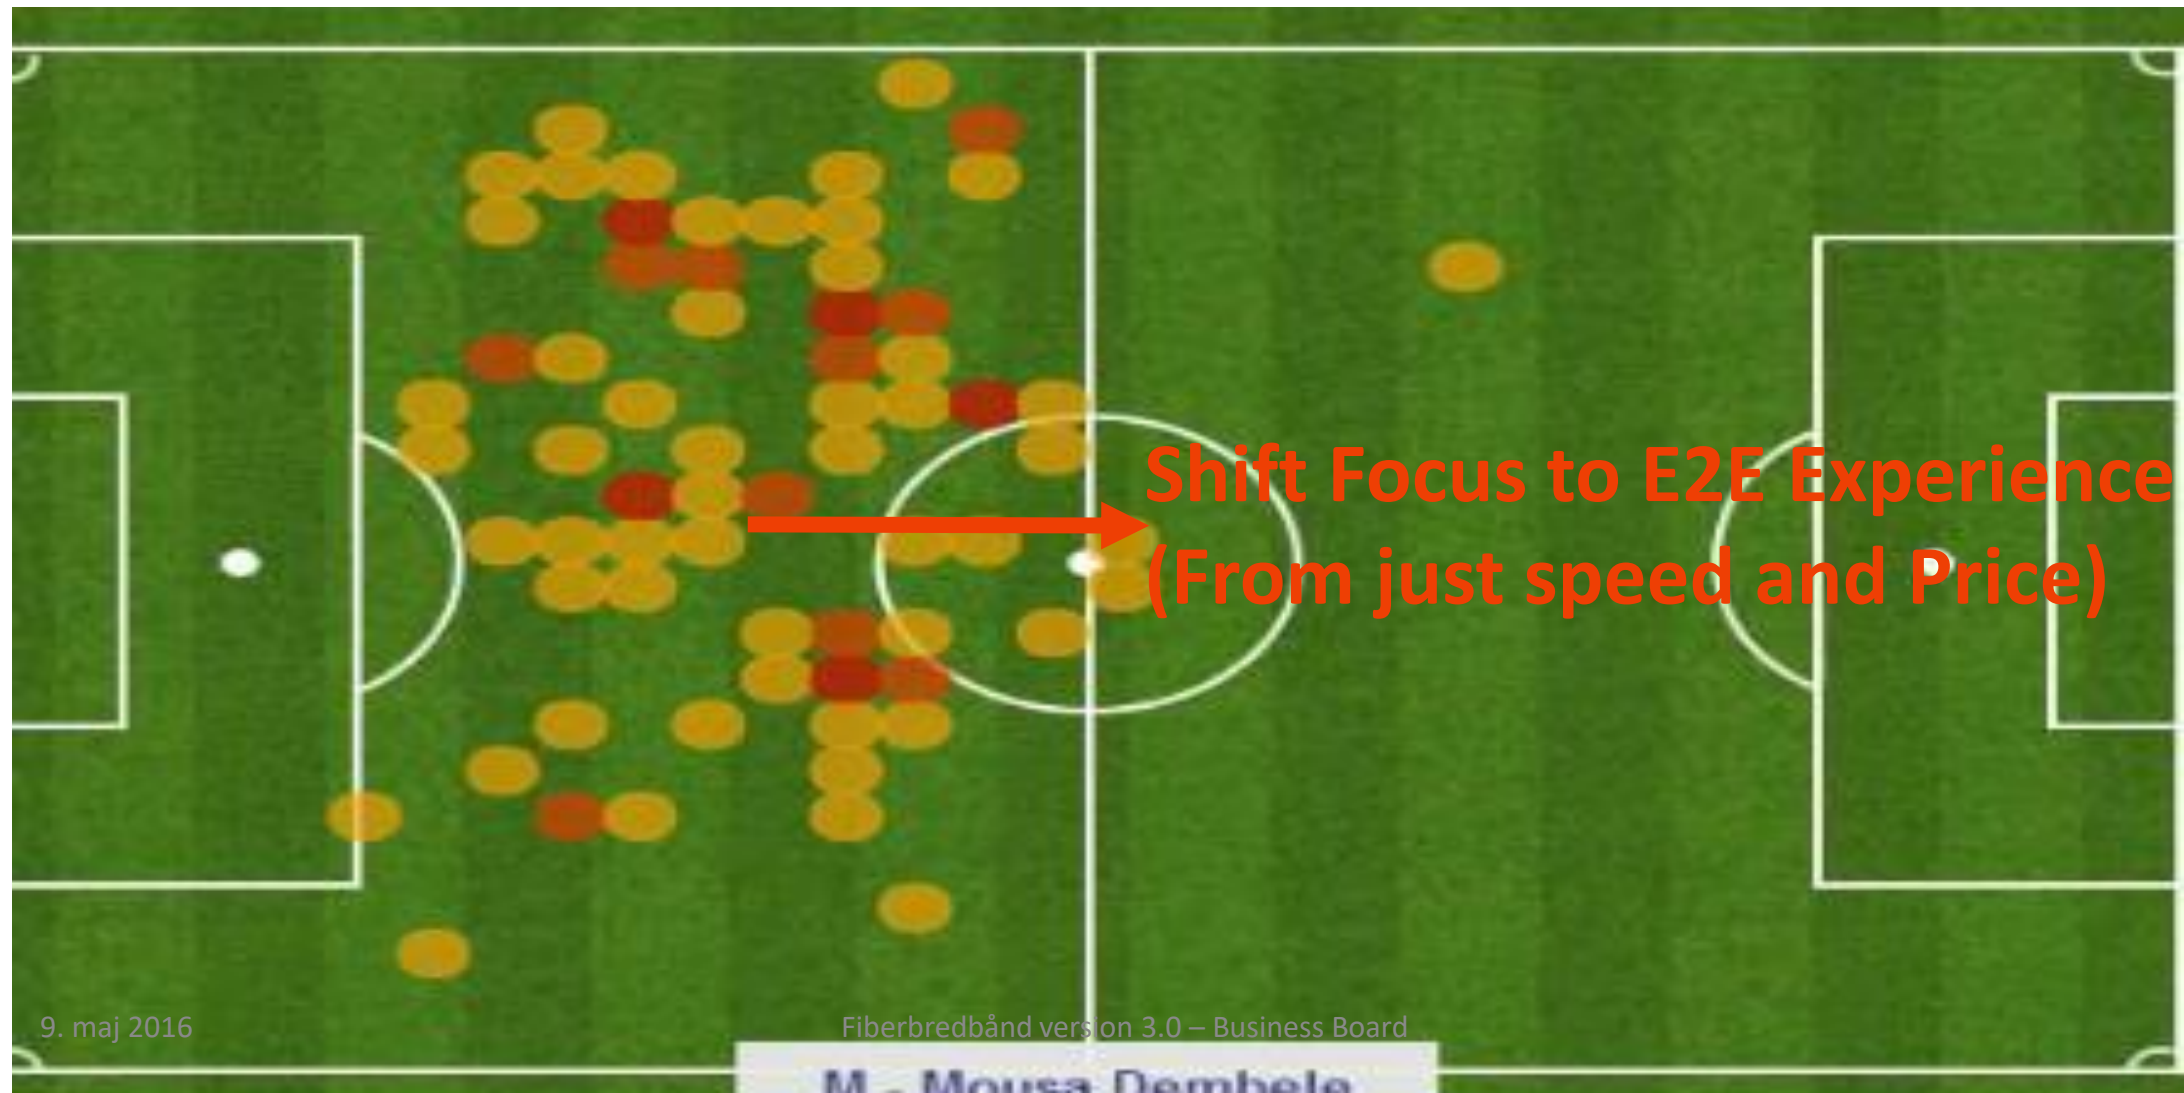 Shift Focus to E2E Experience
(From just speed and Price)
9. maj 2016
Fiberbredbånd version 3.0 – Business Board
M - Mousa Dembele